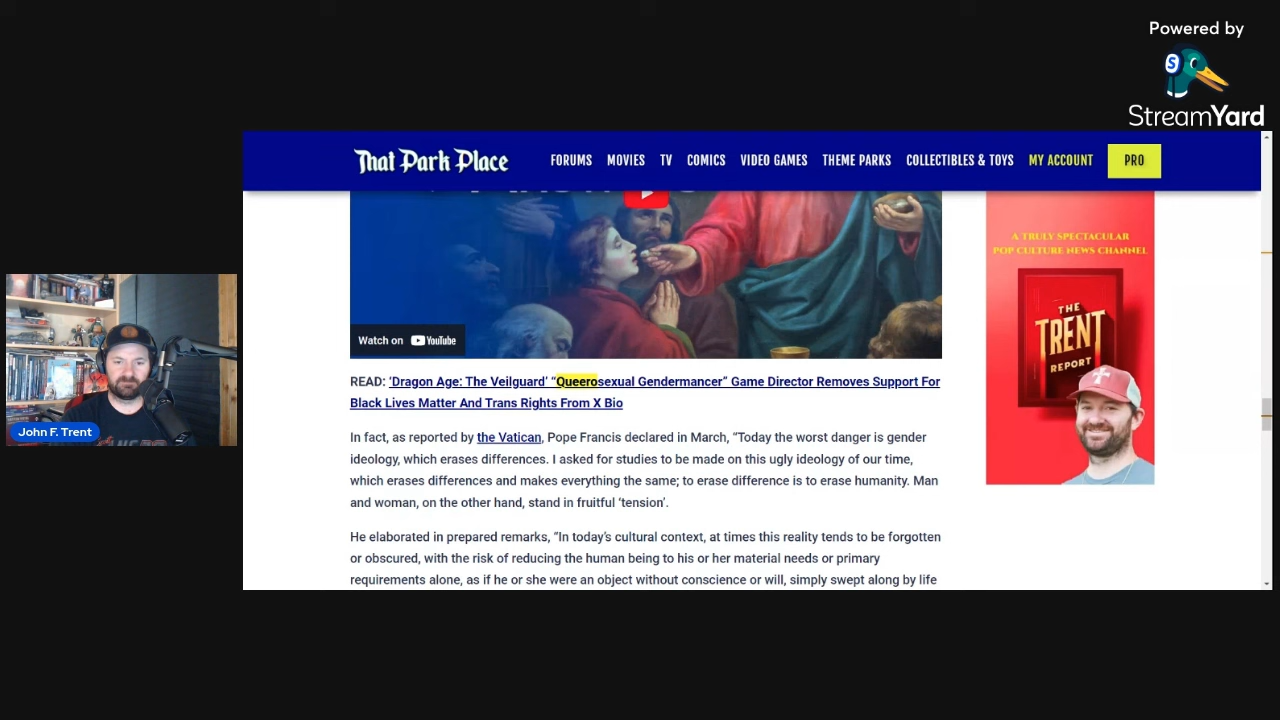 Powered by
StreamYard
That Park Place
FORUMS MOVIES TV COMICS VIDEO GAMES THEME PARKS COLLECTIBLES & TOYS MY ACCOUNT PRO
Watch on YouTube
A TRULY SPECTACULAR
POP CULTURE NEWS CHANNEL
THE
TRENT
REPORT
READ: ‘Dragon Age: The Veilguard’ “Queerosexual Gendermancer” Game Director Removes Support For
Black Lives Matter And Trans Rights From X Bio
In fact, as reported by the Vatican, Pope Francis declared in March, “Today the worst danger is gender
ideology, which erases differences. I asked for studies to be made on this ugly ideology of our time,
which erases differences and makes everything the same; to erase difference is to erase humanity. Man
and woman, on the other hand, stand in fruitful ‘tension’.
He elaborated in prepared remarks, “In today’s cultural context, at times this reality tends to be forgotten
or obscured, with the risk of reducing the human being to his or her material needs or primary
requirements alone, as if he or she were an object without conscience or will, simply swept along by life
John F. Trent